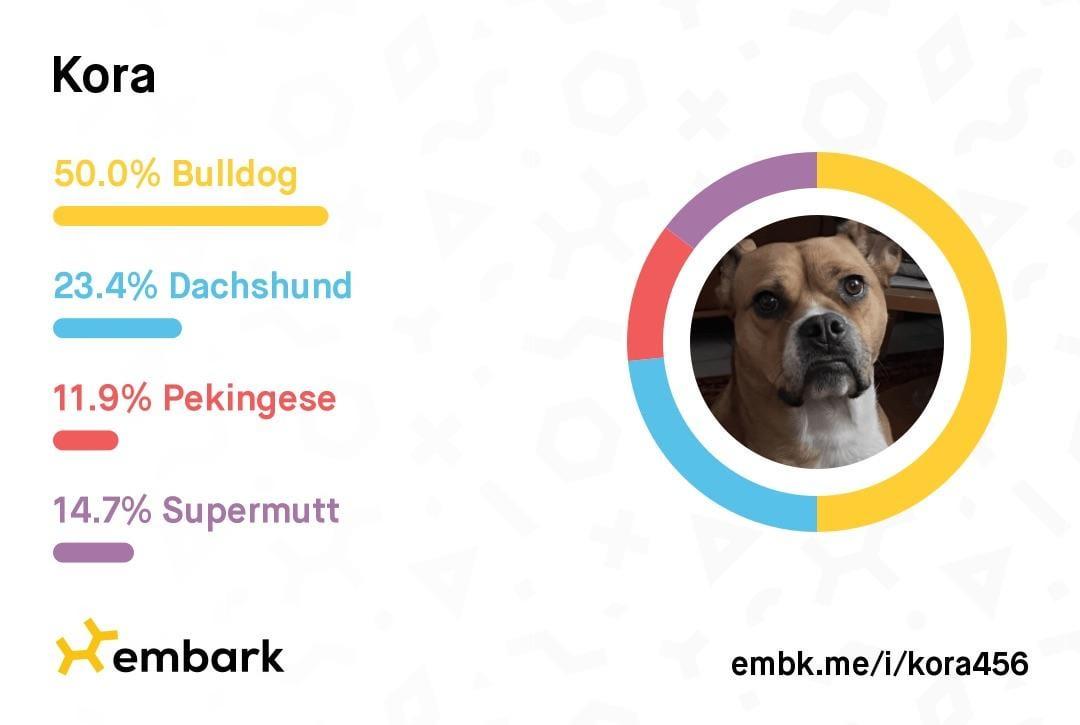 Kora
50.0% Bulldog
23.4% Dachshund
11.9% Pekingese
14.7% Supermutt
embark
embk.me/i/kora456